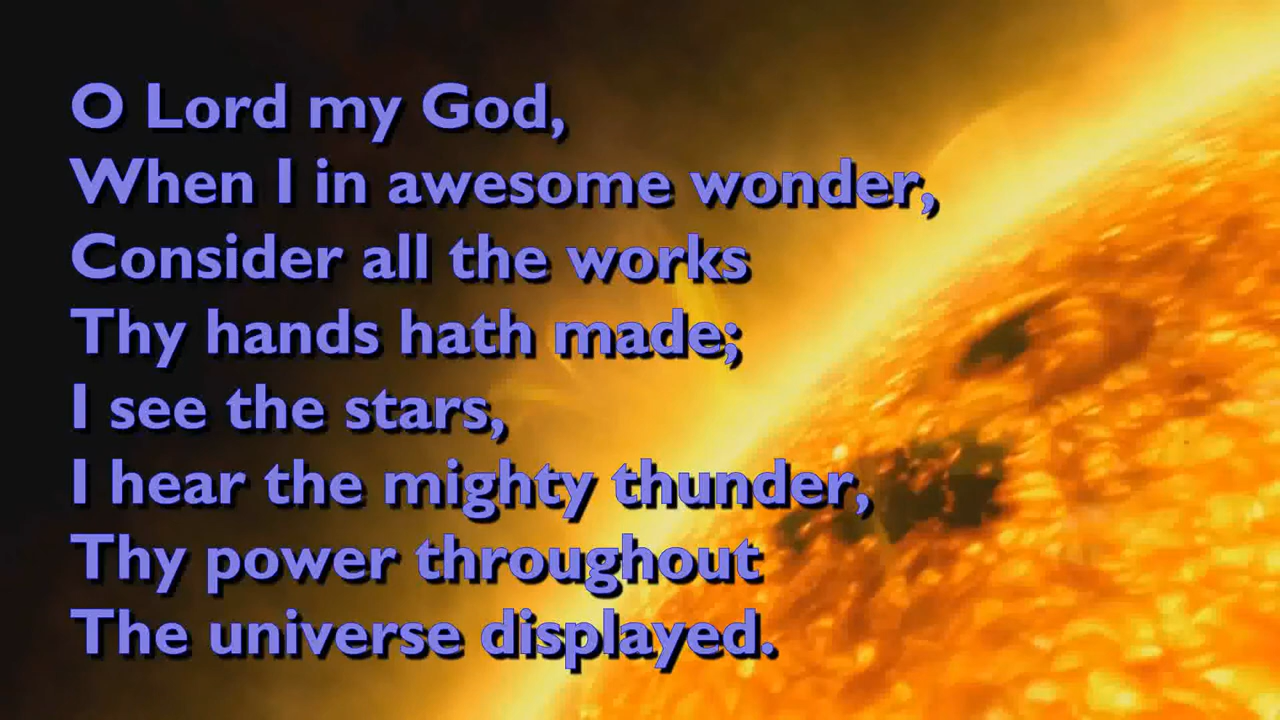 O Lord my God,
When I in awesome wonder,
Consider all the works
Thy hands hath made;
I see the stars,
I hear the mighty thunder,
Thy power throughout
The universe displayed.